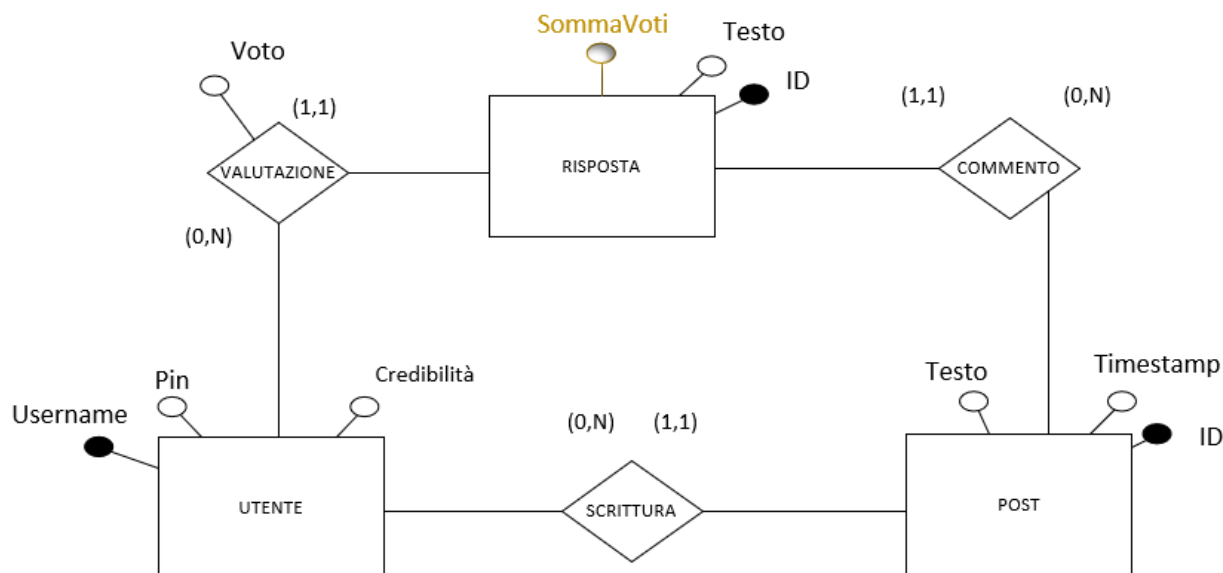 SommaVoti
Testo
Voto
ID
(1,1)
(1,1)
(0,N)
VALUTAZIONE
RISPOSTA
COMMENTO
(0,N)
Pin
Credibilità
Testo
Timestamp
Username
(0,N)
(1,1)
ID
UTENTE
SCRITTURA
POST